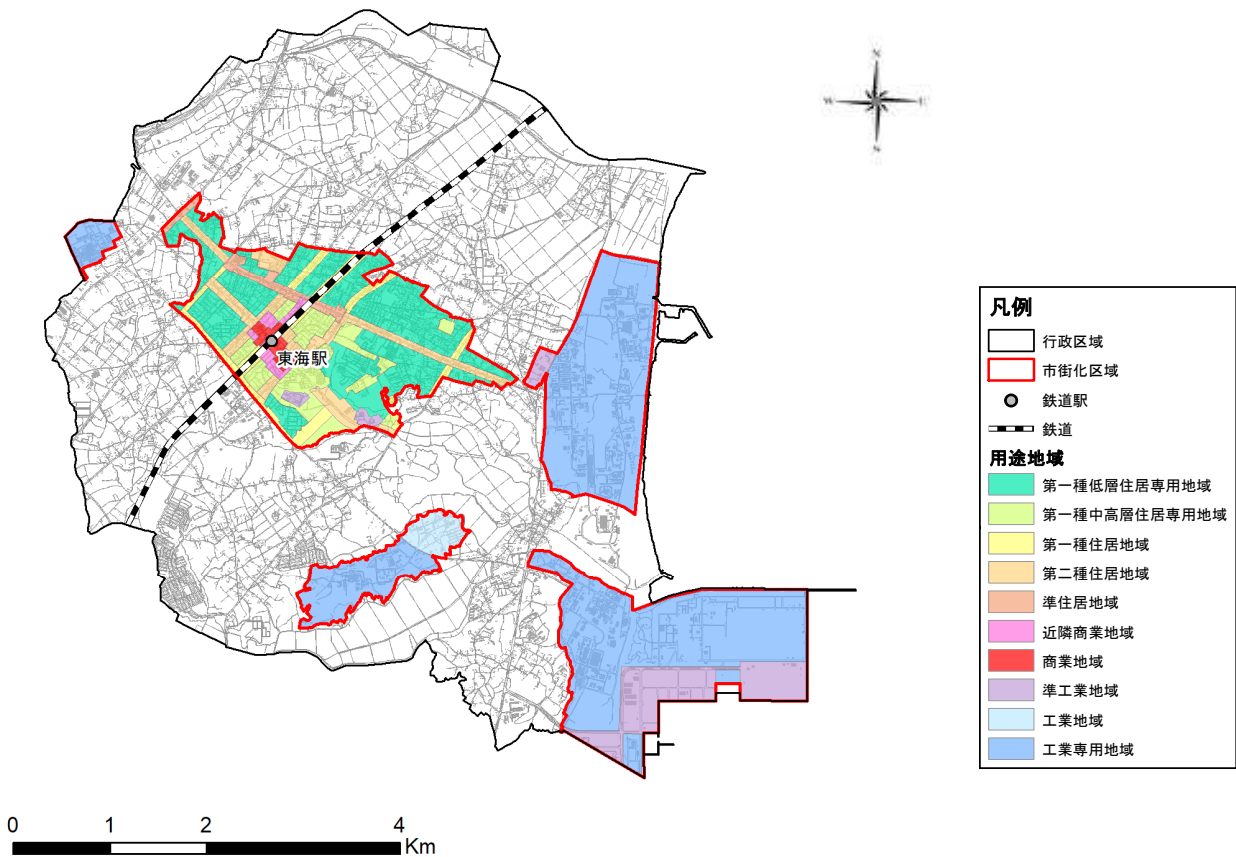 N
W
E
S
東海駅
凡例
行政区域
市街化区域
鉄道駅
鉄道
用途地域
第一種低層住居専用地域
第一種中高層住居専用地域
第一種住居地域
第二種住居地域
準住居地域
近隣商業地域
商業地域
準工業地域
工業地域
工業専用地域
0 1 2 4
Km